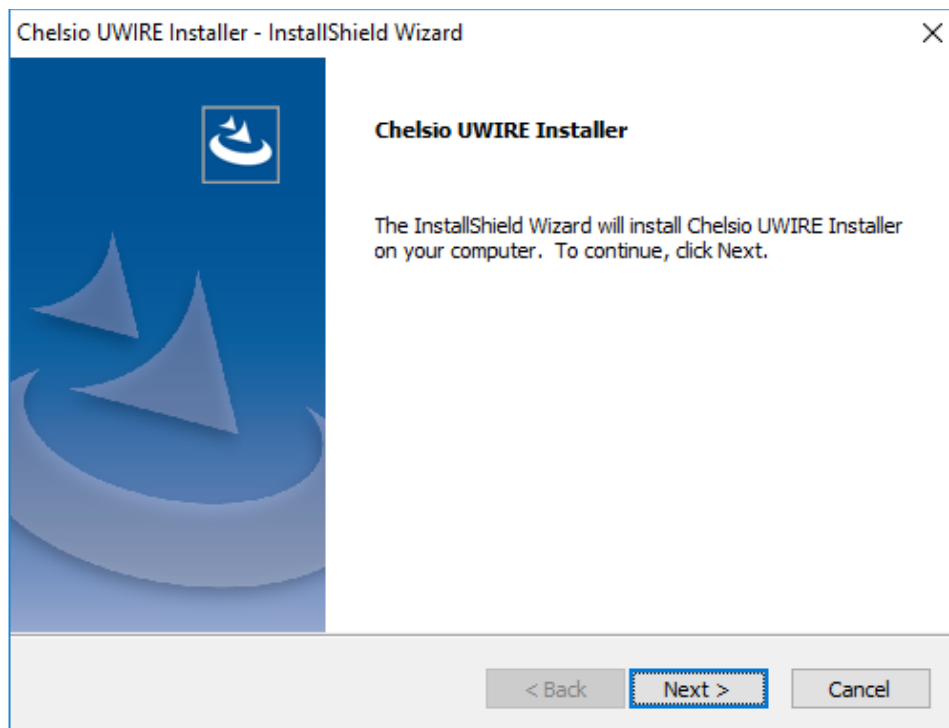 Chelsio UWIRE Installer - InstallShield Wizard
Chelsio UWIRE Installer
The InstallShield Wizard will install Chelsio UWIRE Installer
on your computer.  To continue, click Next.
< Back
Next >
Cancel